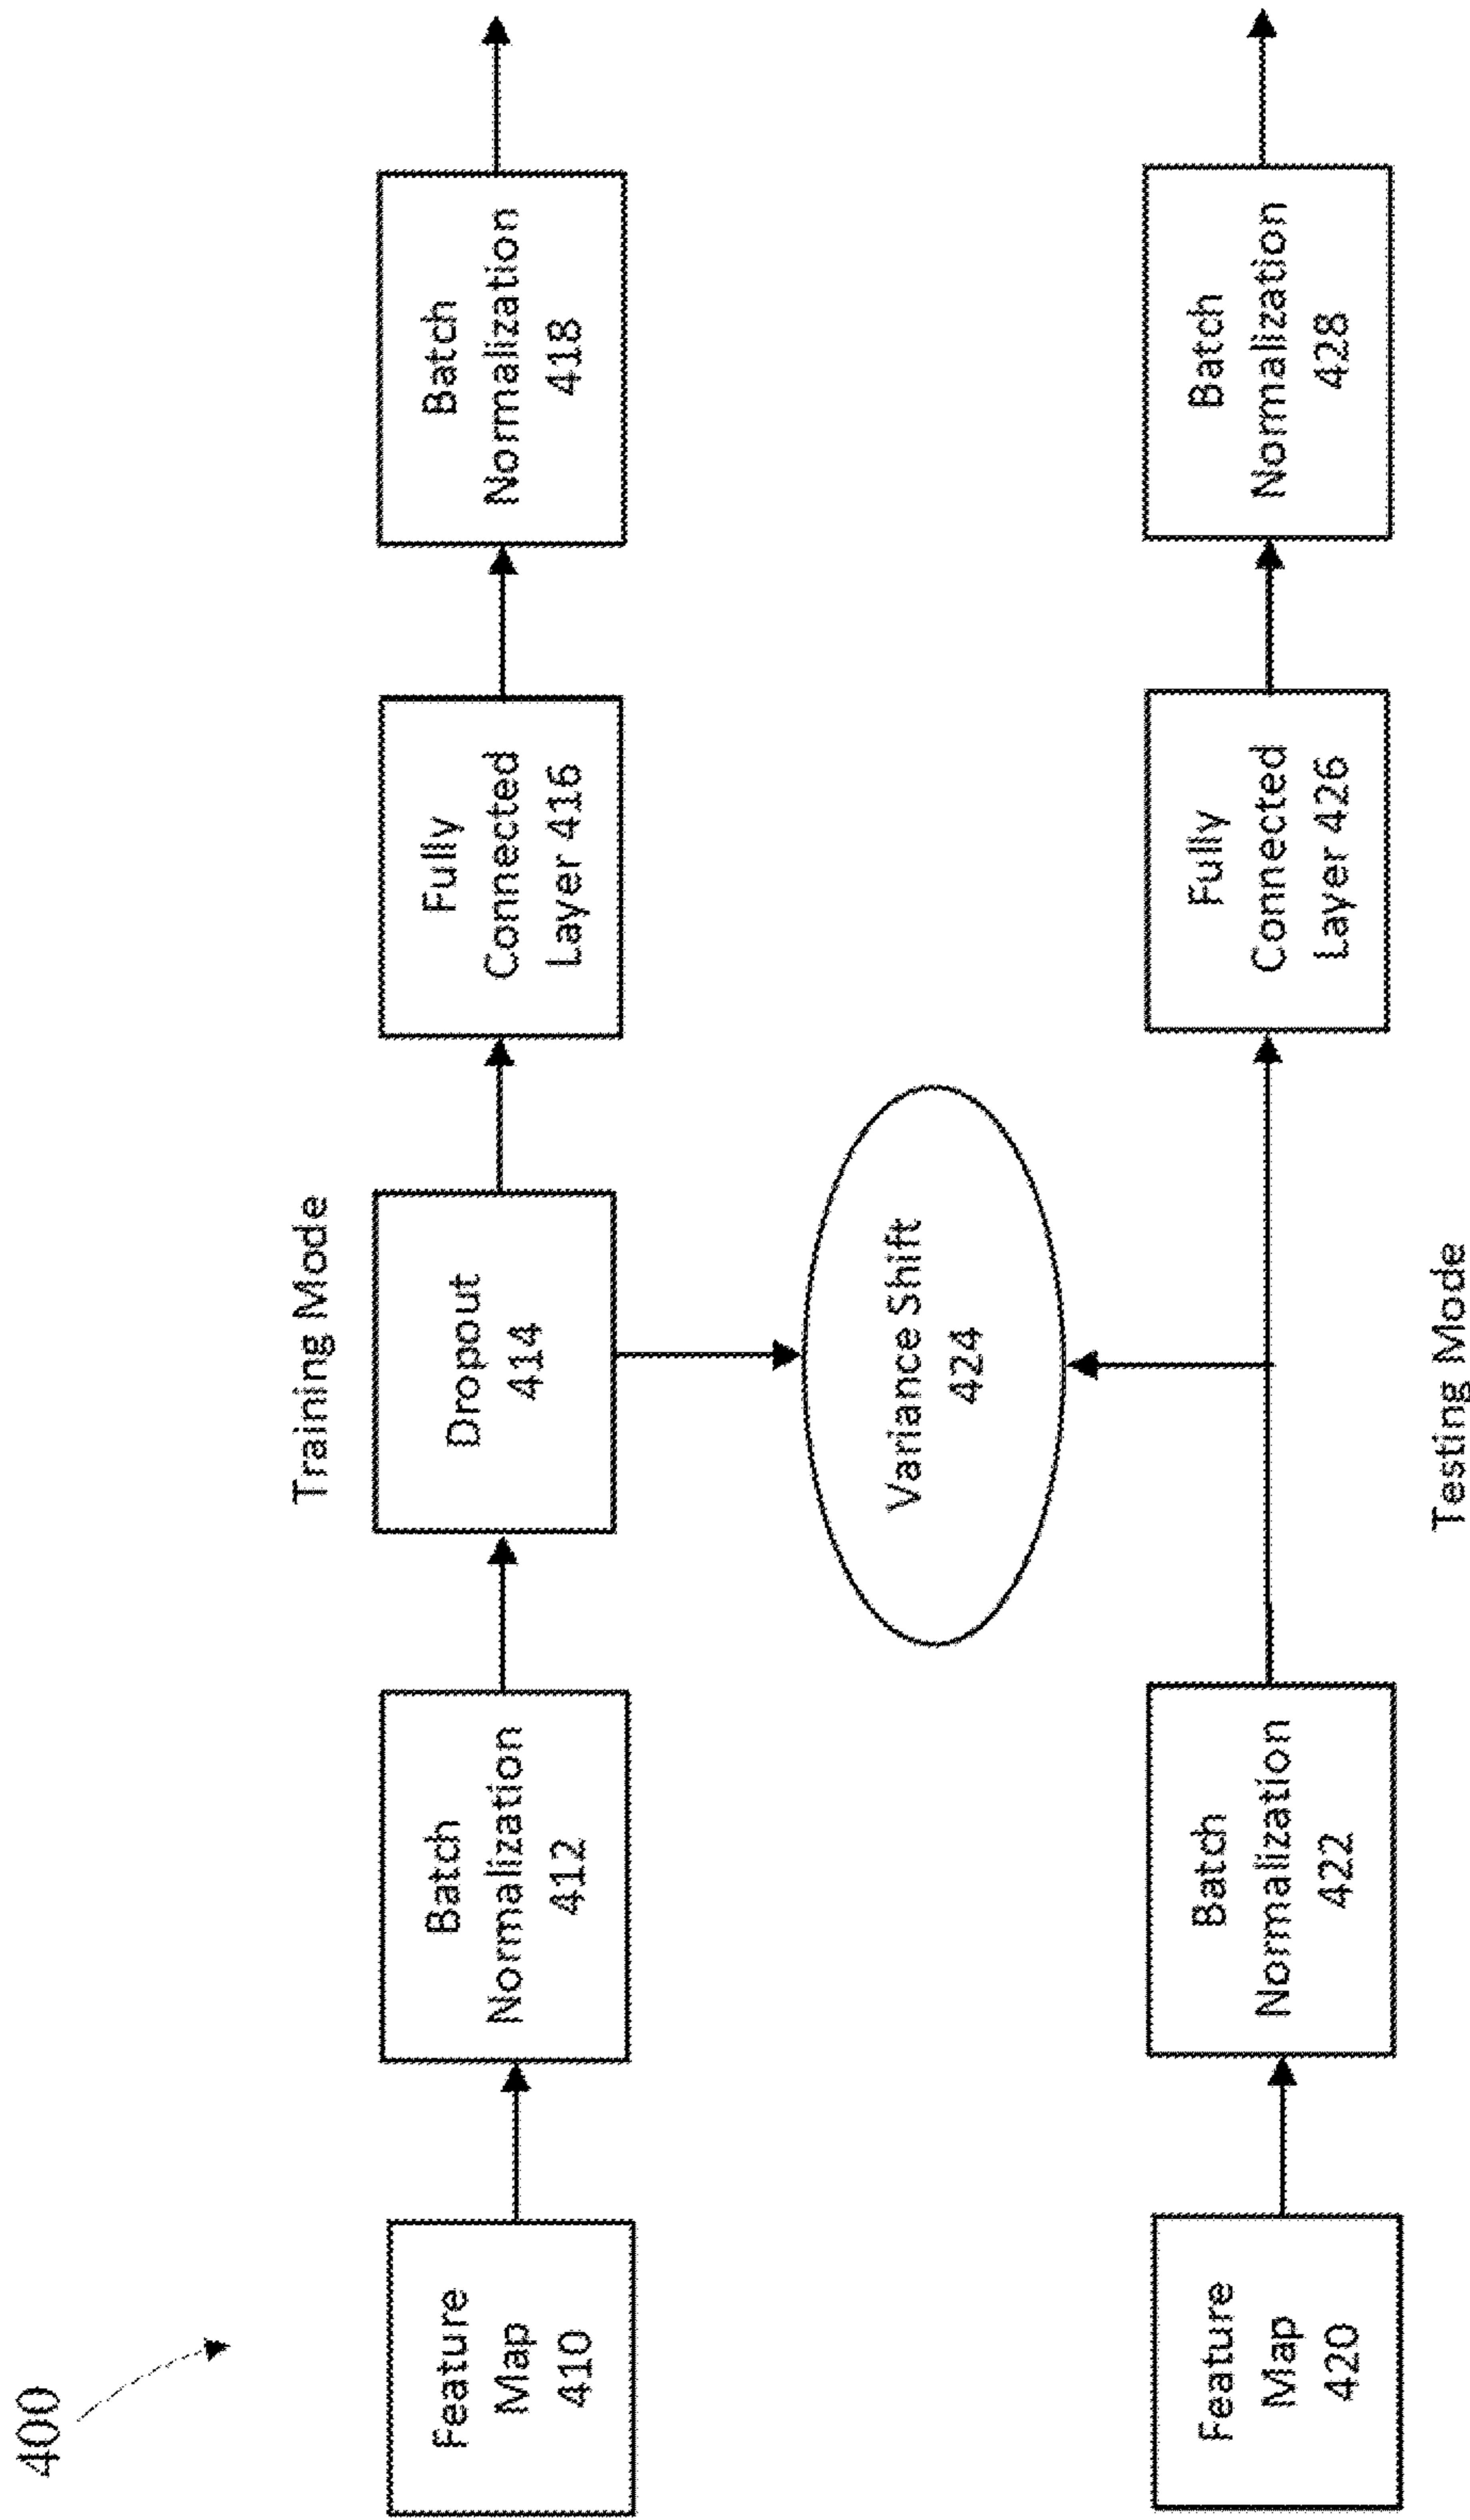 400
Training Mode
Feature
Map
410
Batch
Normalization
412
Dropout
414
Fully
Connected
Layer 416
Batch
Normalization
418
Variance Shift
424
Feature
Map
420
Batch
Normalization
422
Fully
Connected
Layer 426
Batch
Normalization
428
Testing Mode